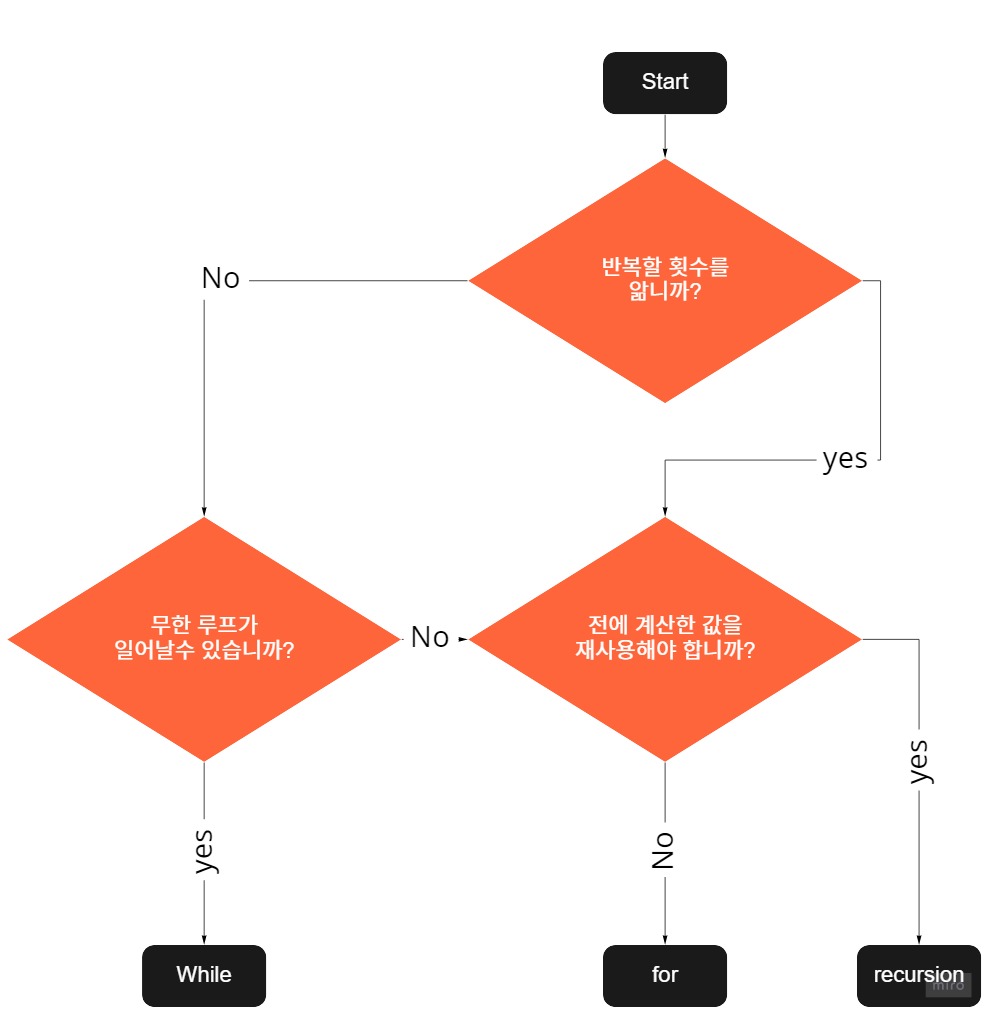 Start
반복할 횟수를
앎니까?
No
yes
무한 루프가
일어날수 있습니까?
No
전에 계산한 값을
재사용해야 합니까?
yes
yes
No
While
for
recursion
miro